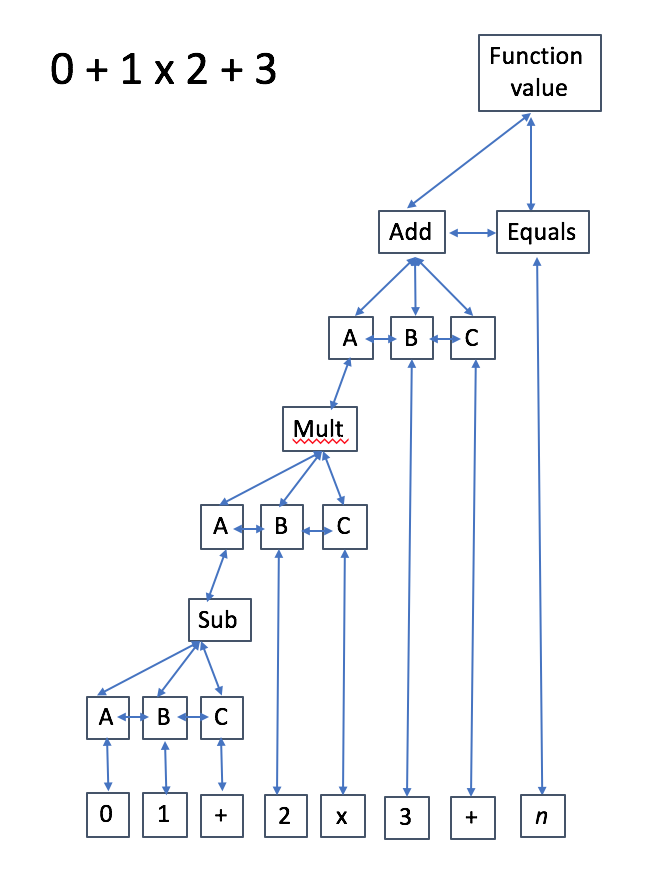 0 + 1 x 2 + 3
Function
value
Add
Equals
A
B
C
Mult
A
B
C
Sub
A
B
C
0
1
+
2
x
3
+
n